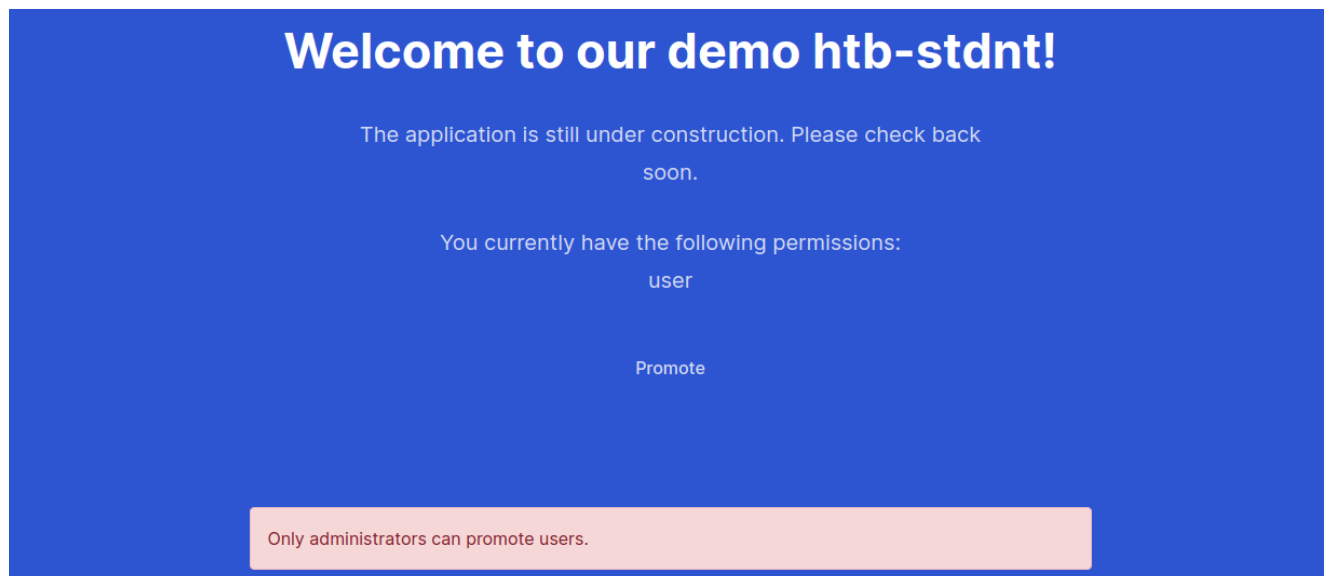 Welcome to our demo htb-stdnt!
The application is still under construction. Please check back
soon.
You currently have the following permissions:
user
Promote
Only administrators can promote users.